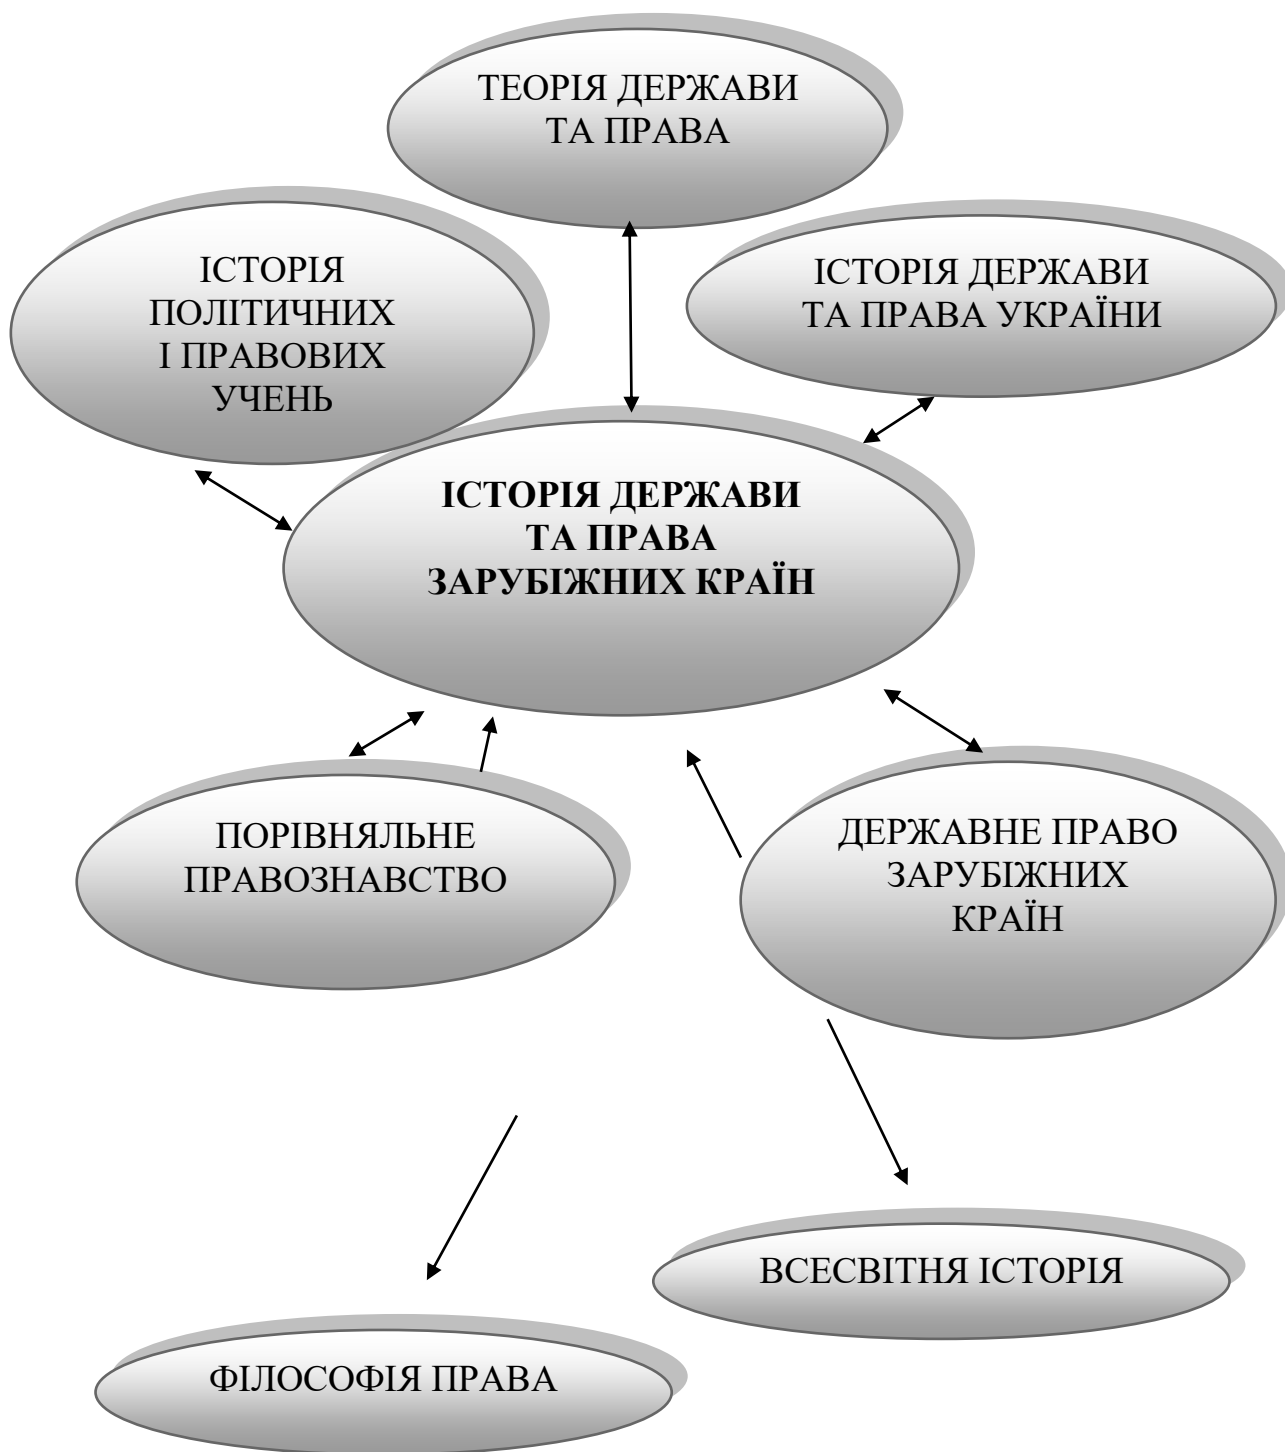 ТЕОРІЯ ДЕРЖАВИ
ТА ПРАВА
ІСТОРІЯ
ПОЛІТИЧНИХ
І ПРАВОВИХ
УЧЕНЬ
ІСТОРІЯ ДЕРЖАВИ
ТА ПРАВА УКРАЇНИ
ІСТОРІЯ ДЕРЖАВИ
ТА ПРАВА
ЗАРУБІЖНИХ КРАЇН
ПОРІВНЯЛЬНЕ
ПРАВОЗНАВСТВО
ДЕРЖАВНЕ ПРАВО
ЗАРУБІЖНИХ
КРАЇН
ВСЕСВІТНЯ ІСТОРІЯ
ФІЛОСОФІЯ ПРАВА